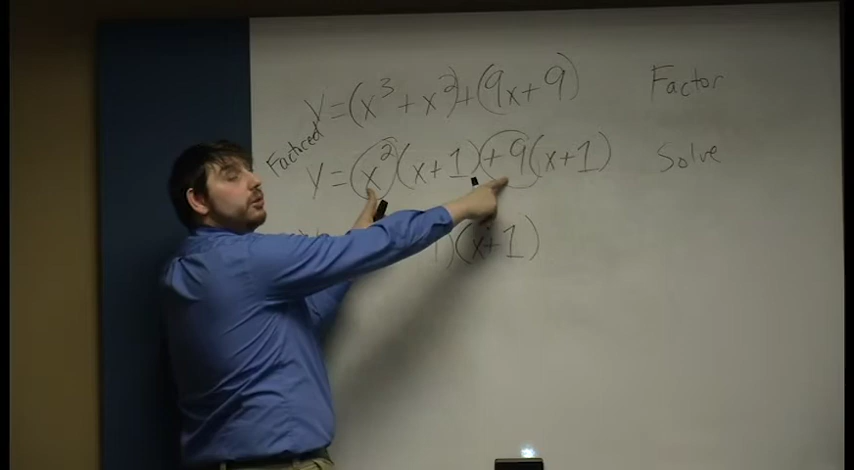 y=(x³+x²)+(9x+9) Factor
Factored
y=(x²(x+1)+9(x+1) Solve
)(x+1)